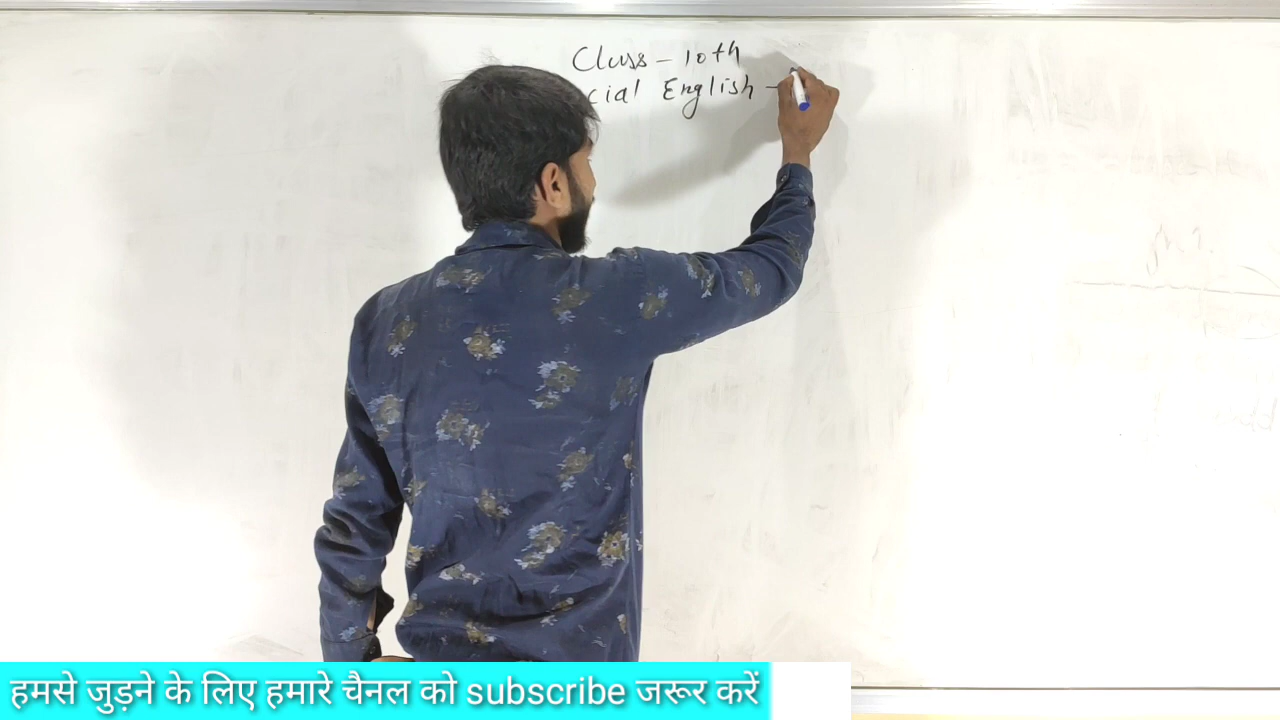 Class - 10th
cial English -
हमसे जुड़ने के लिए हमारे चैनल को subscribe जरूर करें